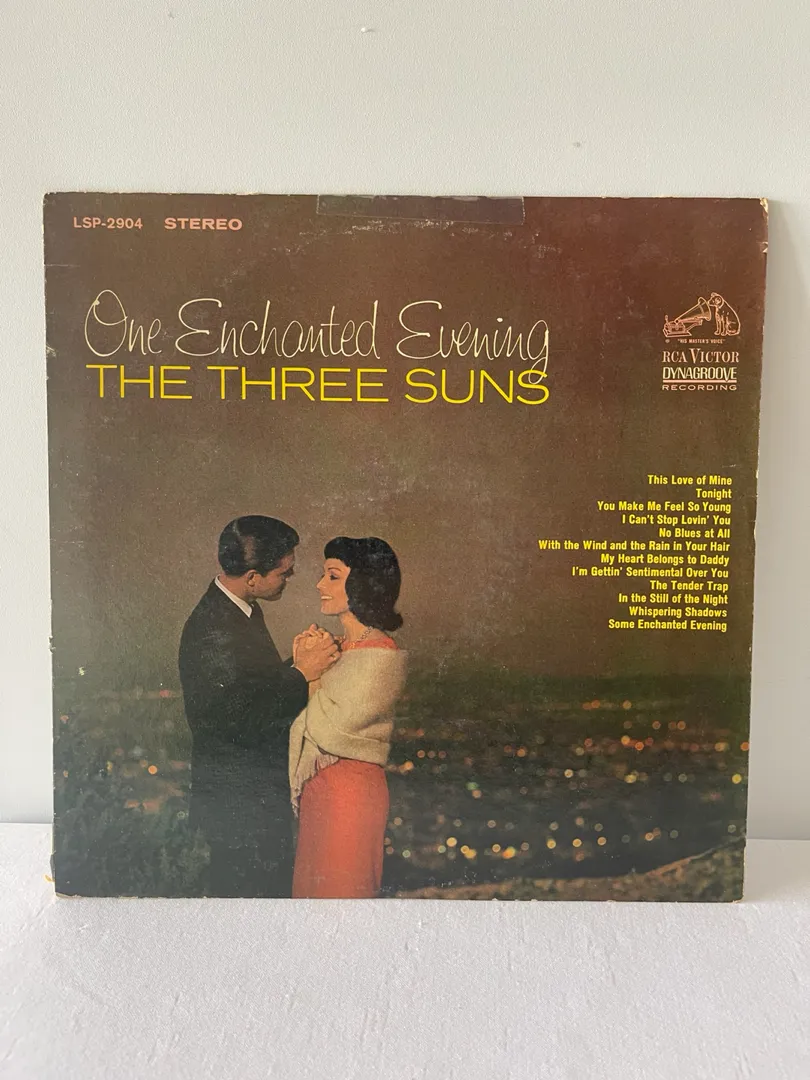 LSP-2904 STEREO
One Enchanted Evening
THE THREE SUNS
"HIS MASTER'S VOICE"
RCA VICTOR
DYNAGROOVE
RECORDING
This Love of Mine
Tonight
You Make Me Feel So Young
I Can't Stop Lovin' You
No Blues at All
With the Wind and the Rain in Your Hair
My Heart Belongs to Daddy
I'm Gettin' Sentimental Over You
The Tender Trap
In the Still of the Night
Whispering Shadows
Some Enchanted Evening